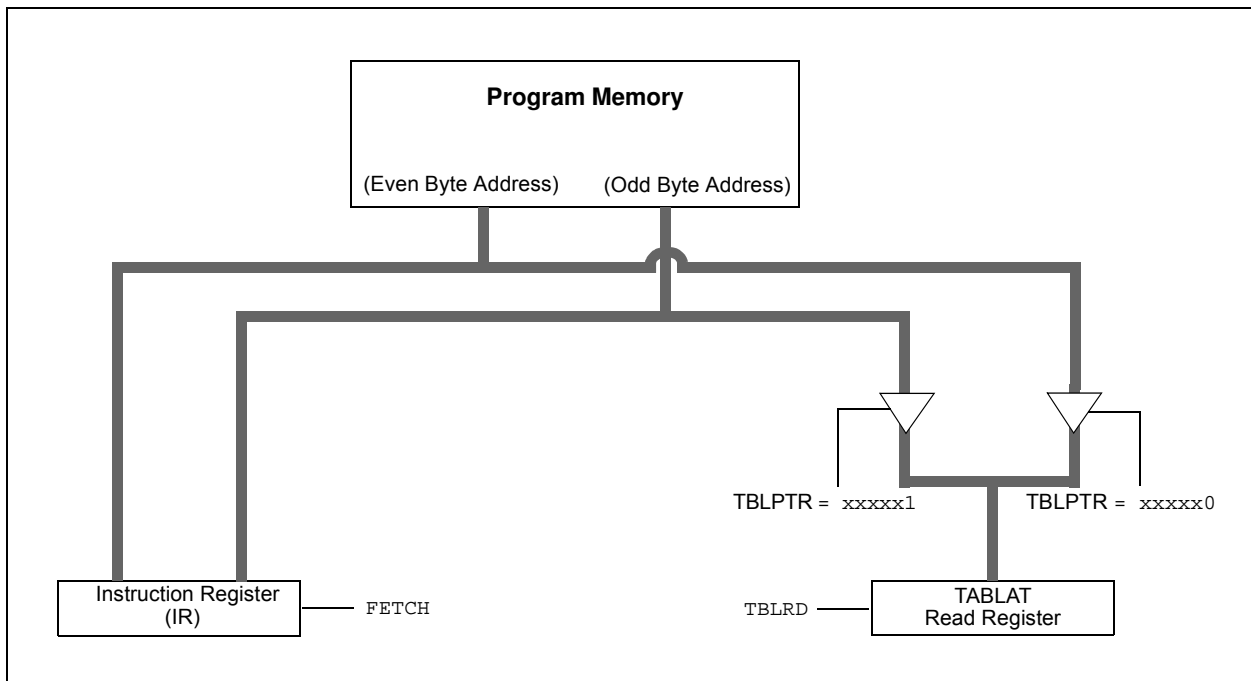 Program Memory
(Even Byte Address)
(Odd Byte Address)
TBLPTR = xxxxx1
TBLPTR = xxxxx0
Instruction Register
(IR)
FETCH
TBLRD
TABLAT
Read Register